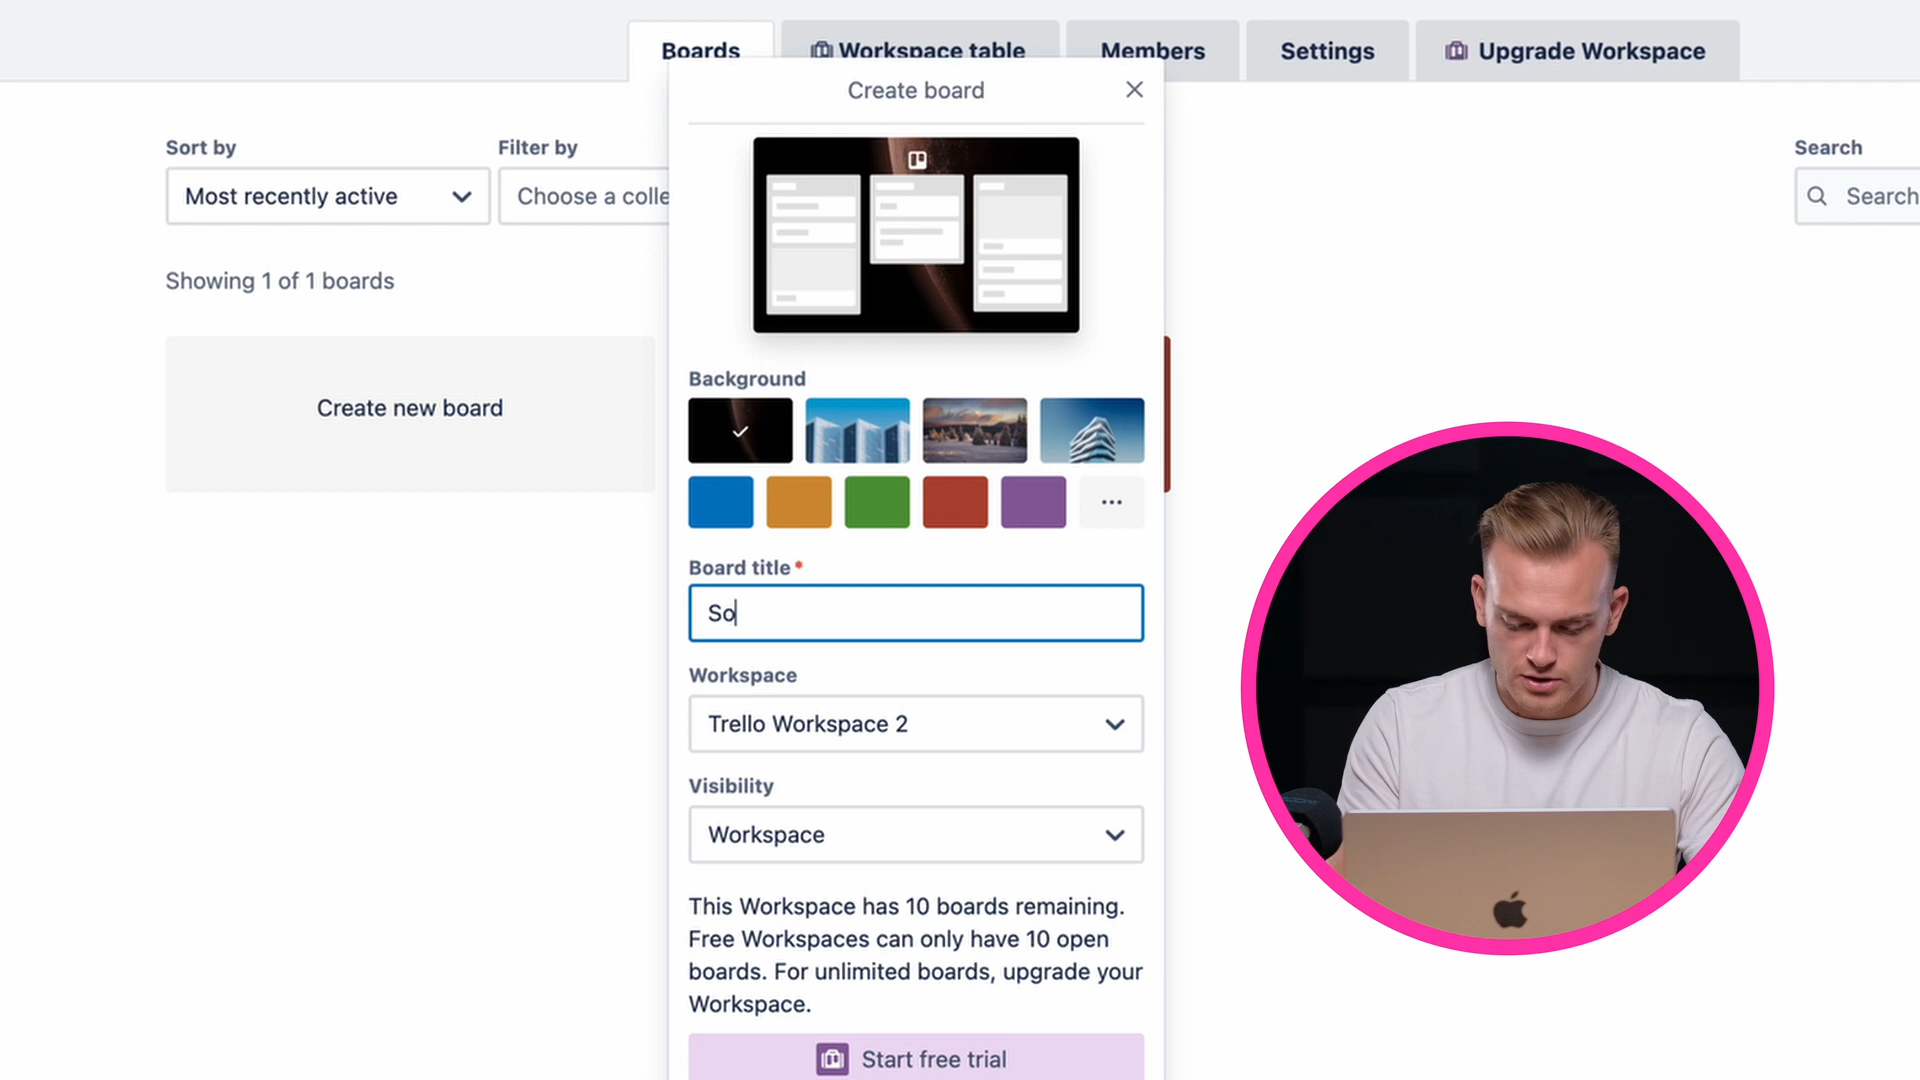 Boards
Workspace table
Members
Settings
Upgrade Workspace
Create board
Sort by
Filter by
Search
Most recently active
Choose a colle
Search
Showing 1 of 1 boards
Create new board
Background
Board title*
So
Workspace
Trello Workspace 2
Visibility
Workspace
This Workspace has 10 boards remaining.
Free Workspaces can only have 10 open
boards. For unlimited boards, upgrade your
Workspace.
Start free trial